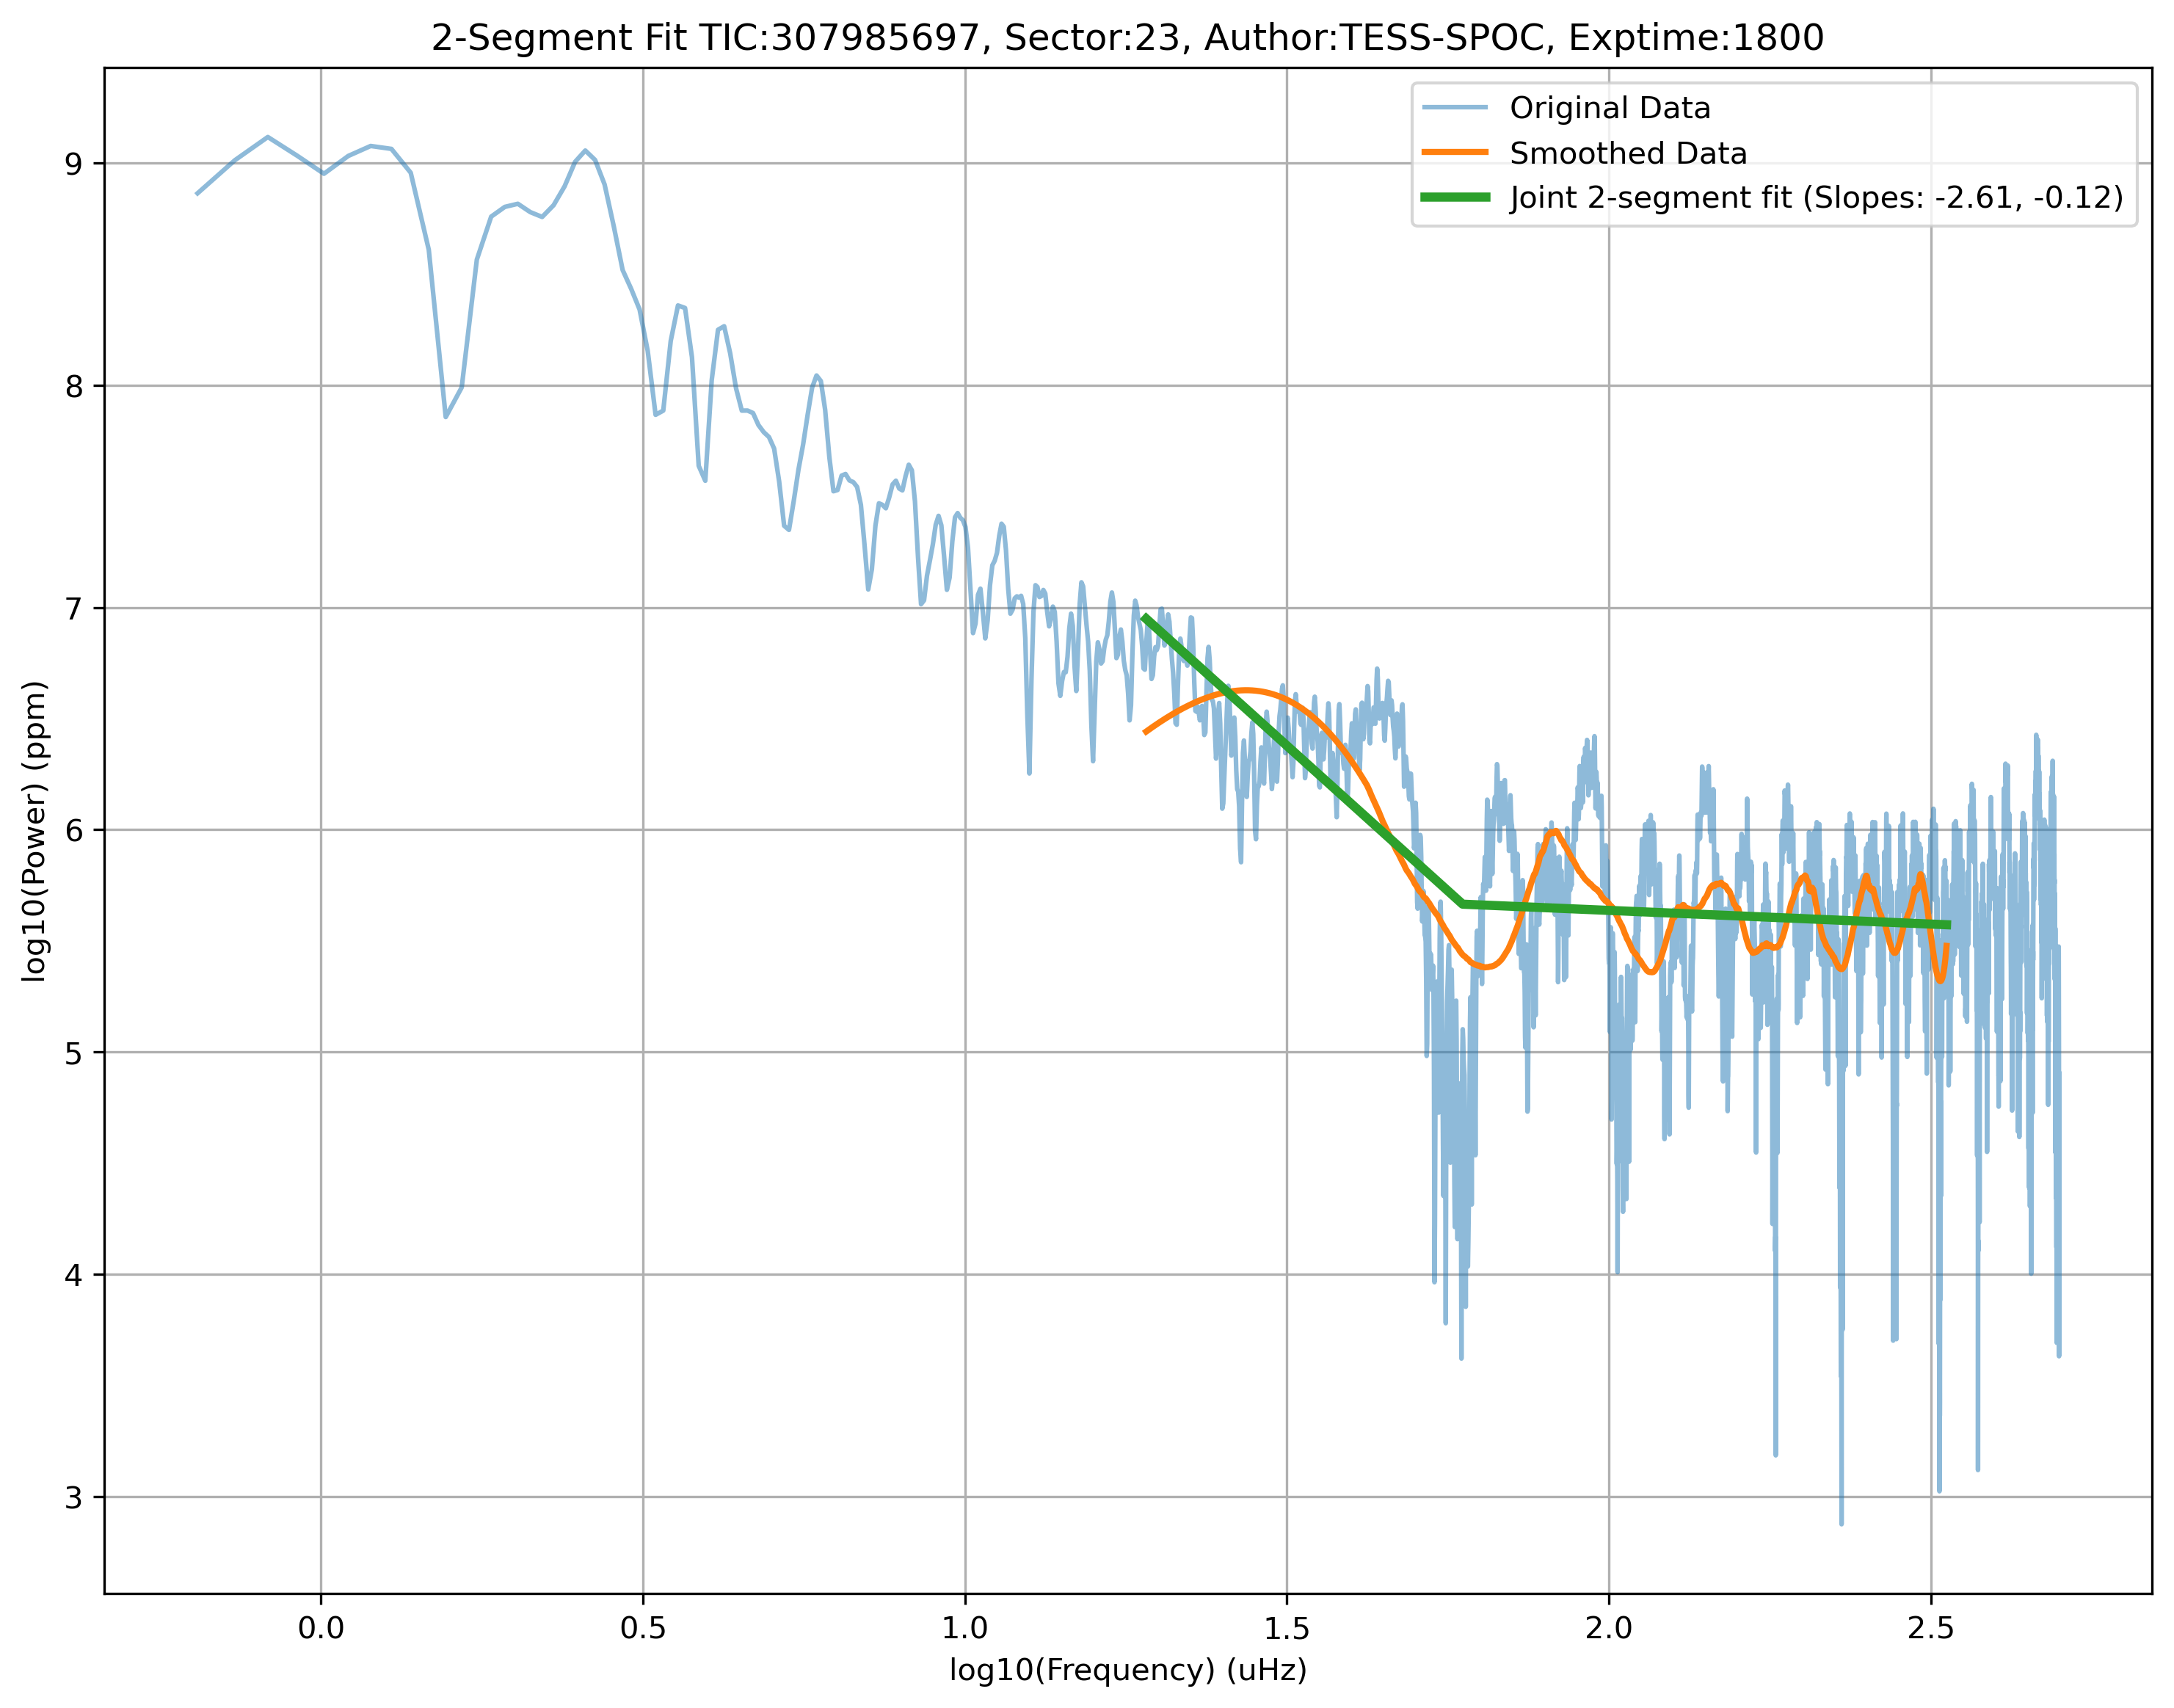 2-Segment Fit TIC:307985697, Sector:23, Author:TESS-SPOC, Exptime:1800
Original Data
Smoothed Data
Joint 2-segment fit (Slopes: -2.61, -0.12)
log10(Power) (ppm)
9
8
7
6
5
4
3
0.0 0.5 1.0 1.5 2.0 2.5
log10(Frequency) (uHz)